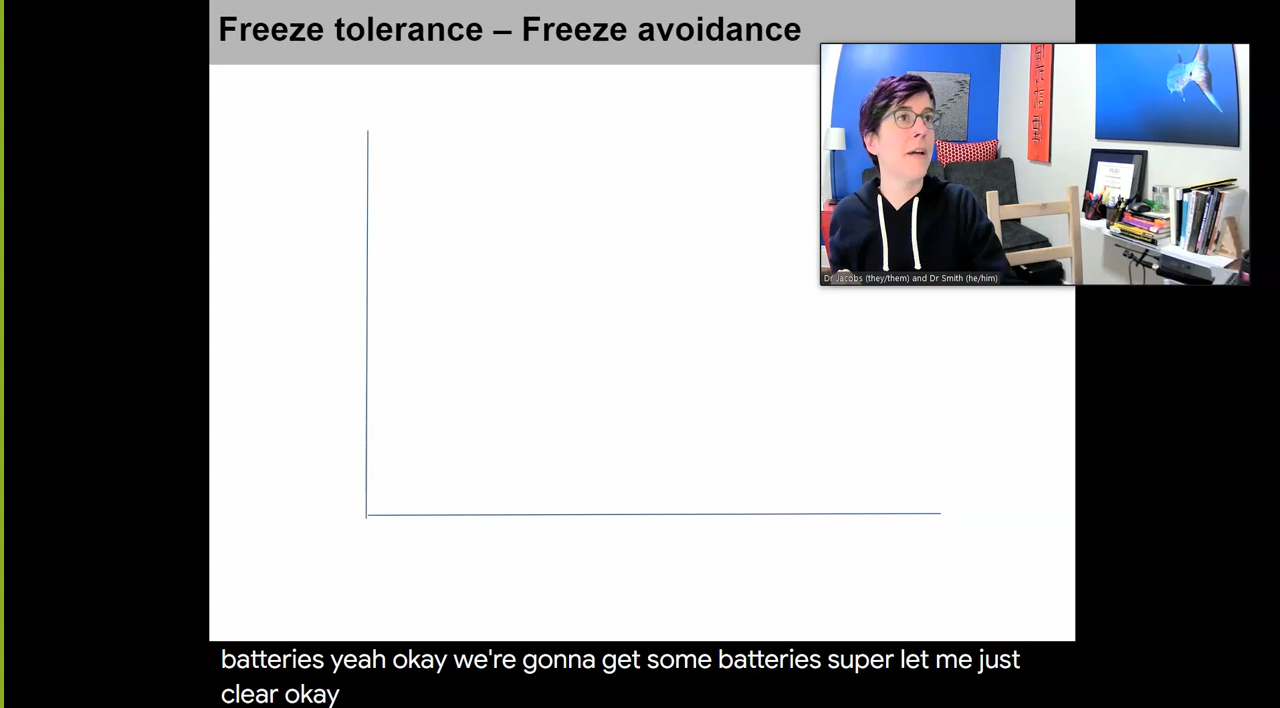 Freeze tolerance – Freeze avoidance
Dr Jacobs (they/them) and Dr Smith (he/him)
batteries yeah okay we're gonna get some batteries super let me just
clear okay